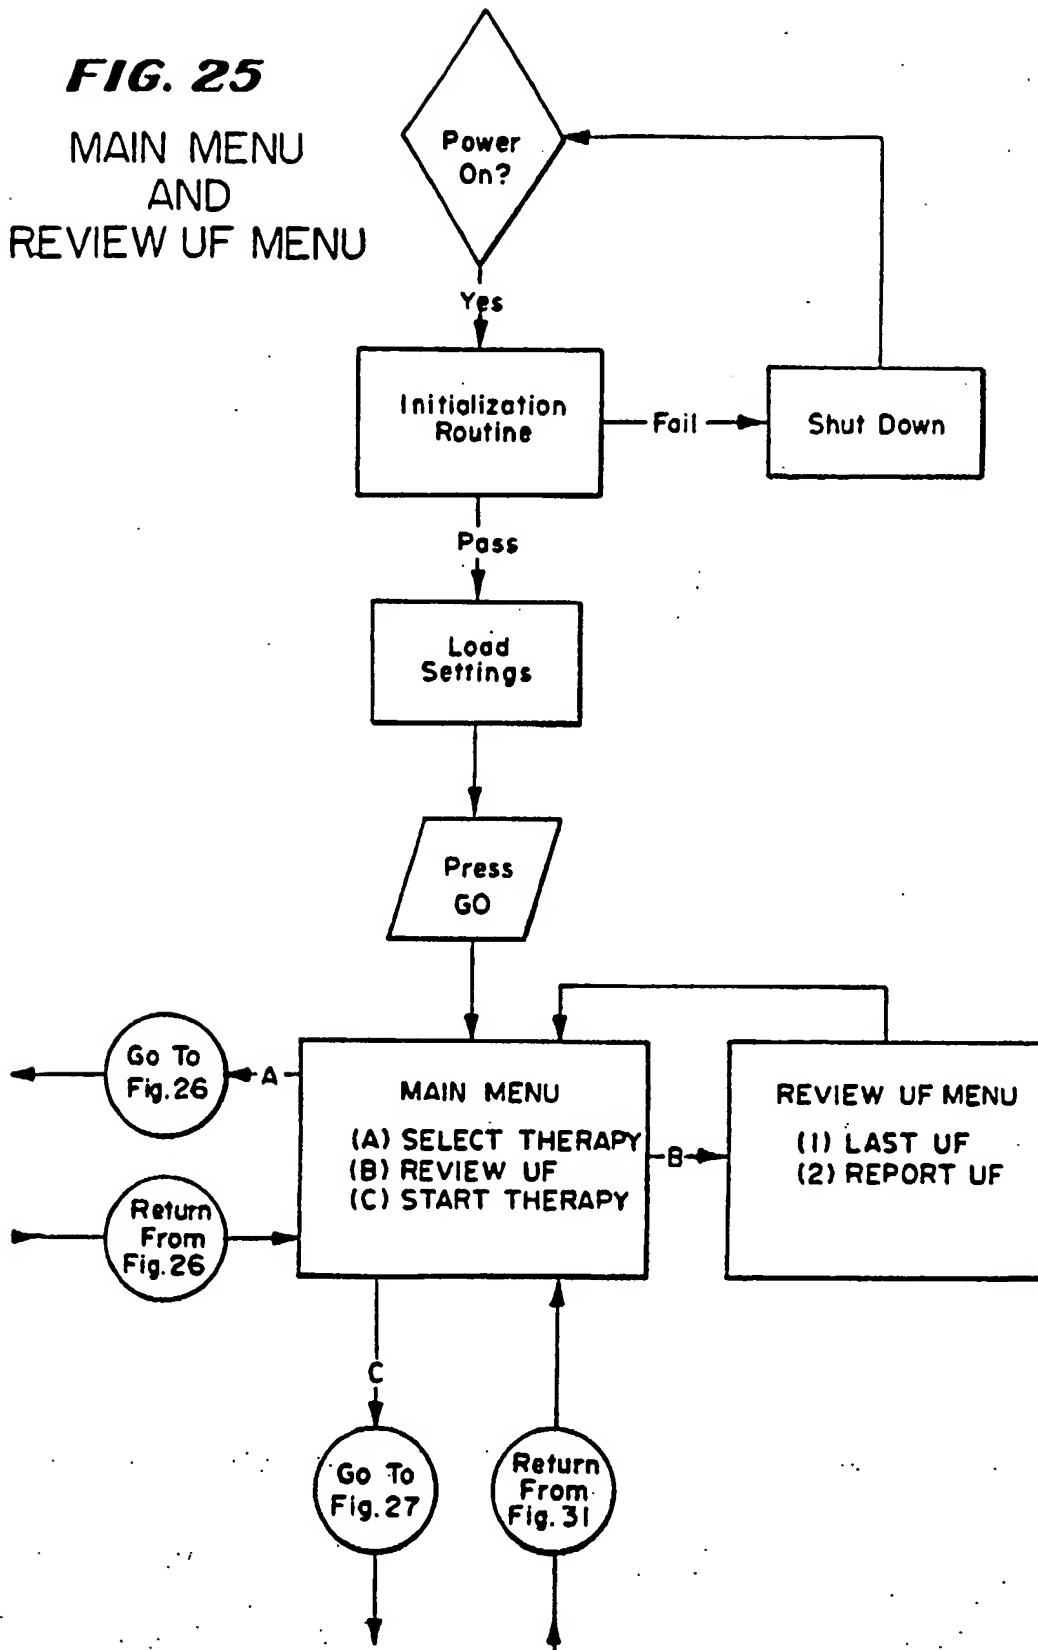 FIG. 25
MAIN MENU
AND
REVIEW UF MENU
Power
On?
Yes
Initialization
Routine
Fail
Shut Down
Pass
Load
Settings
Press
GO
Go To
Fig. 26
A
MAIN MENU
(A) SELECT THERAPY
(B) REVIEW UF
(C) START THERAPY
B
REVIEW UF MENU
(1) LAST UF
(2) REPORT UF
Return
From
Fig. 26
C
Go To
Fig. 27
Return
From
Fig. 31